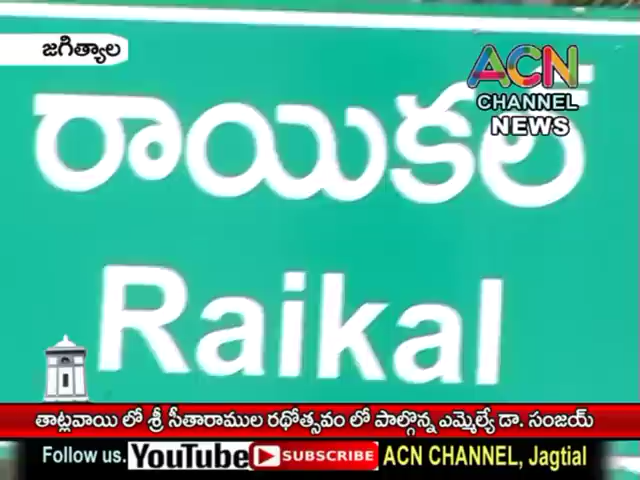 జగిత్యాల
ACN
CHANNEL
NEWS
రాయికల్
Raikal
తాట్లవాయి లో శ్రీ సీతారాముల రథోత్సవం లో పాల్గొన్న ఎమ్మెల్యే డా. సంజయ్
Follow us. YouTube SUBSCRIBE ACN CHANNEL, Jagtial